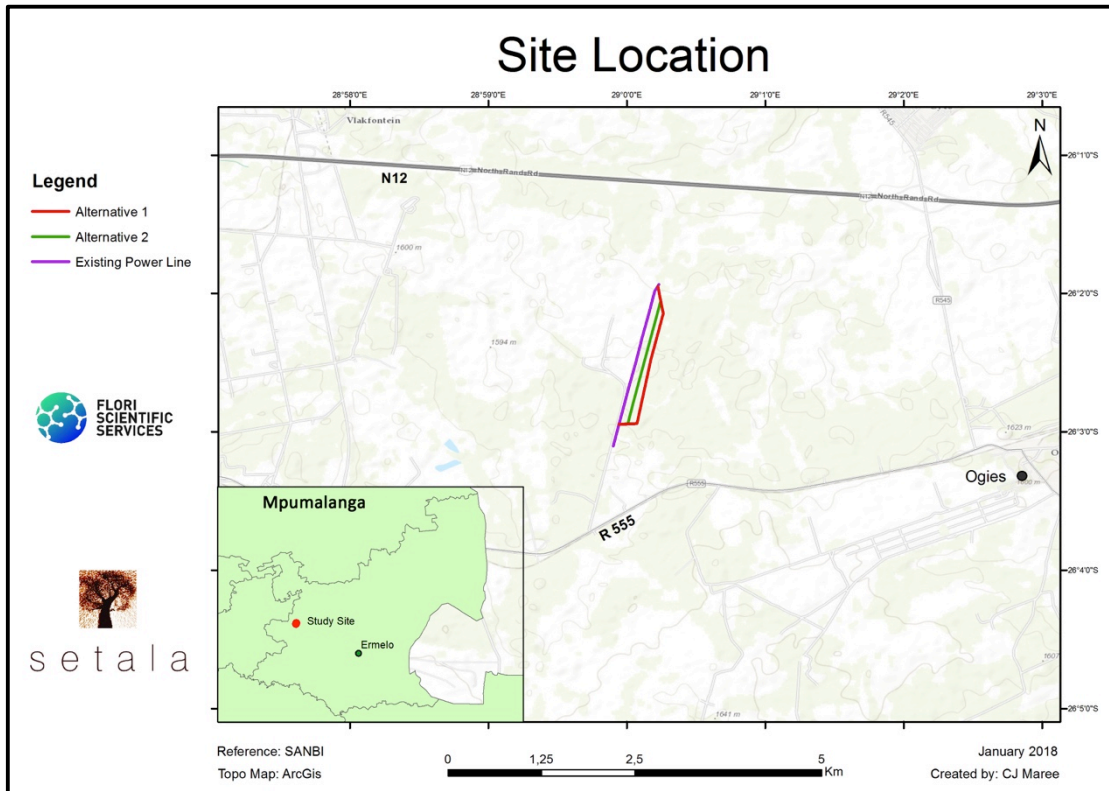 Site Location
28°58'0"E
28°59'0"E
29°0'0"E
29°1'0"E
29°2'0"E
29°3'0"E
Vlakfontein
R545
N
26°1'0"S
N12
1600 m
Legend
Alternative 1
Alternative 2
Existing Power Line
26°2'0"S
R545
1594 m
FLORI
SCIENTIFIC
SERVICES
26°3'0"S
1623 m
Ogies
R555
R 555
Mpumalanga
26°4'0"S
Study Site
Ermelo
setala
1641 m
26°5'0"S
Reference: SANBI
Topo Map: ArcGis
0 1,25 2,5 5
Km
January 2018
Created by: CJ Maree